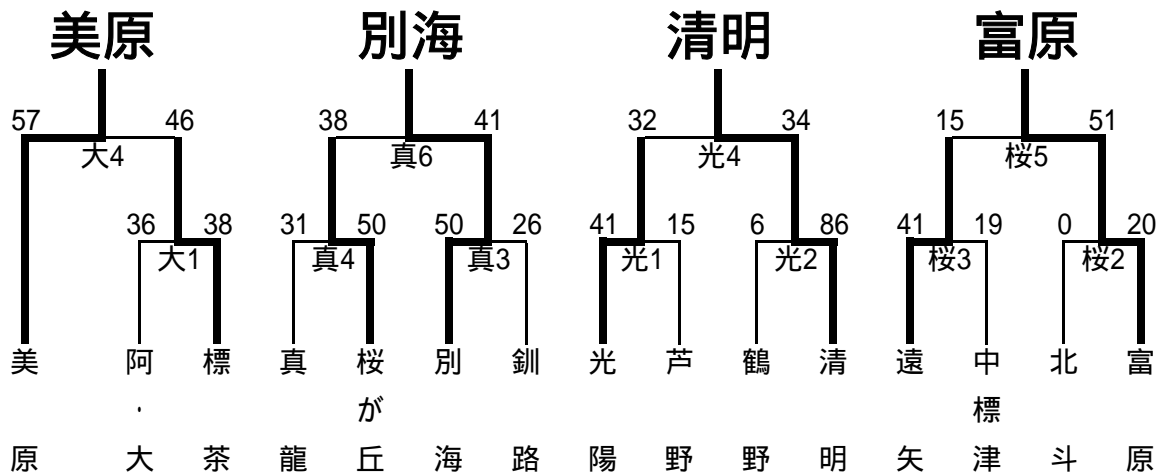 美原 別海 清明 富原
57 46 38 41 32 34 15 51
大4 真6 光4 桜5
36 38 31 50 50 26 41 15 6 86 41 19 0 20
大1 真4 真3 光1 光2 桜3 桜2
美原
阿・大
標茶
真龍
桜が丘
別海
釧路
光陽
芦野
鶴野
清明
遠矢
中標津
北斗
富原